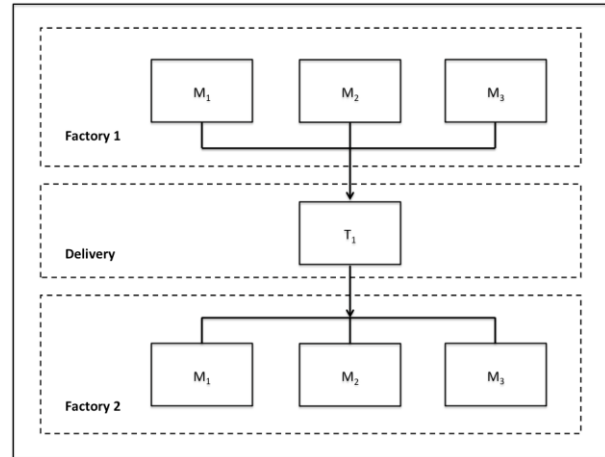 M₁ M₂ M₃
Factory 1
T₁
Delivery
M₁ M₂ M₃
Factory 2